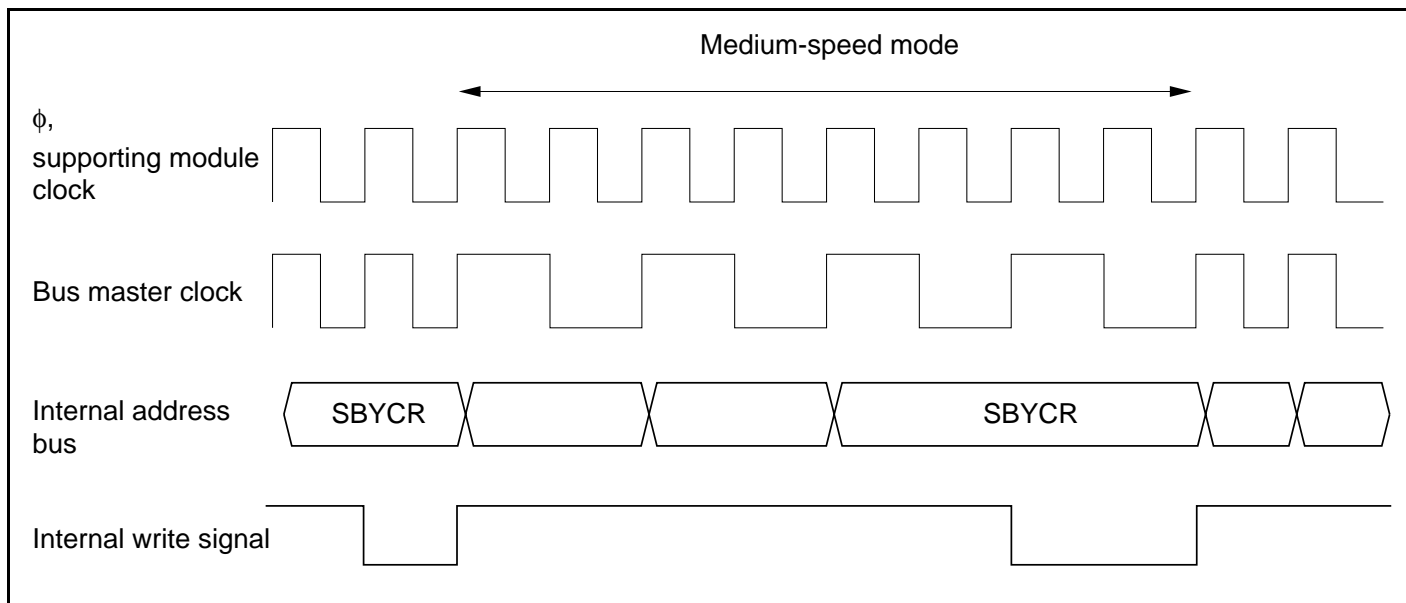 Medium-speed mode
ϕ,
supporting module
clock
Bus master clock
Internal address
bus
SBYCR
SBYCR
Internal write signal